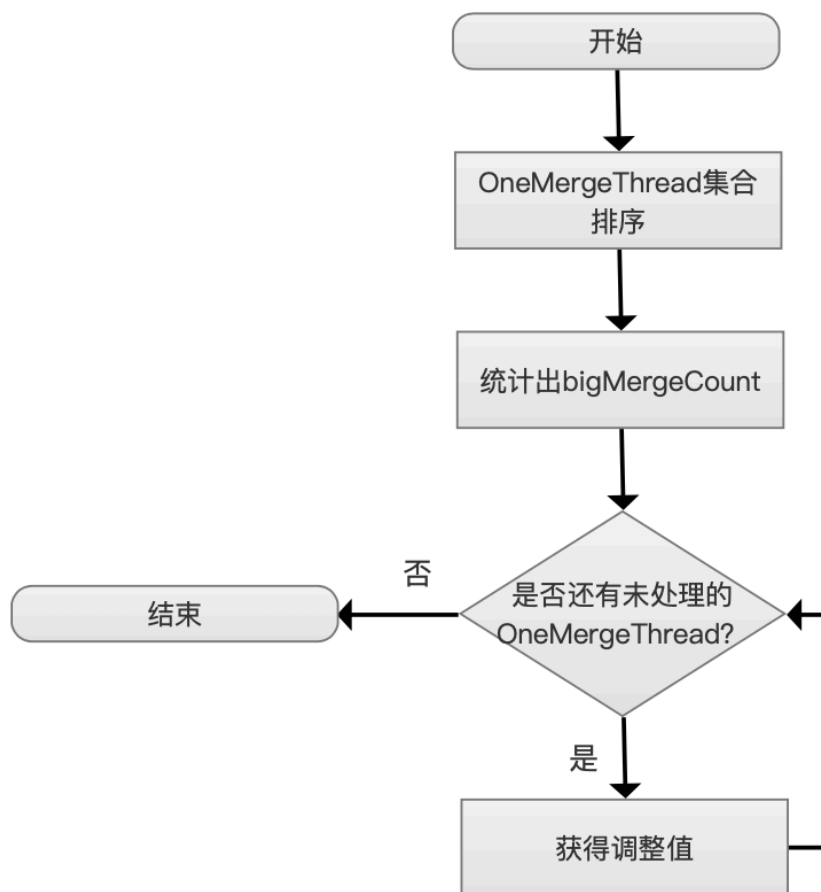 开始
OneMergeThread集合
排序
统计出bigMergeCount
否
是否还有未处理的
OneMergeThread?
结束
是
获得调整值